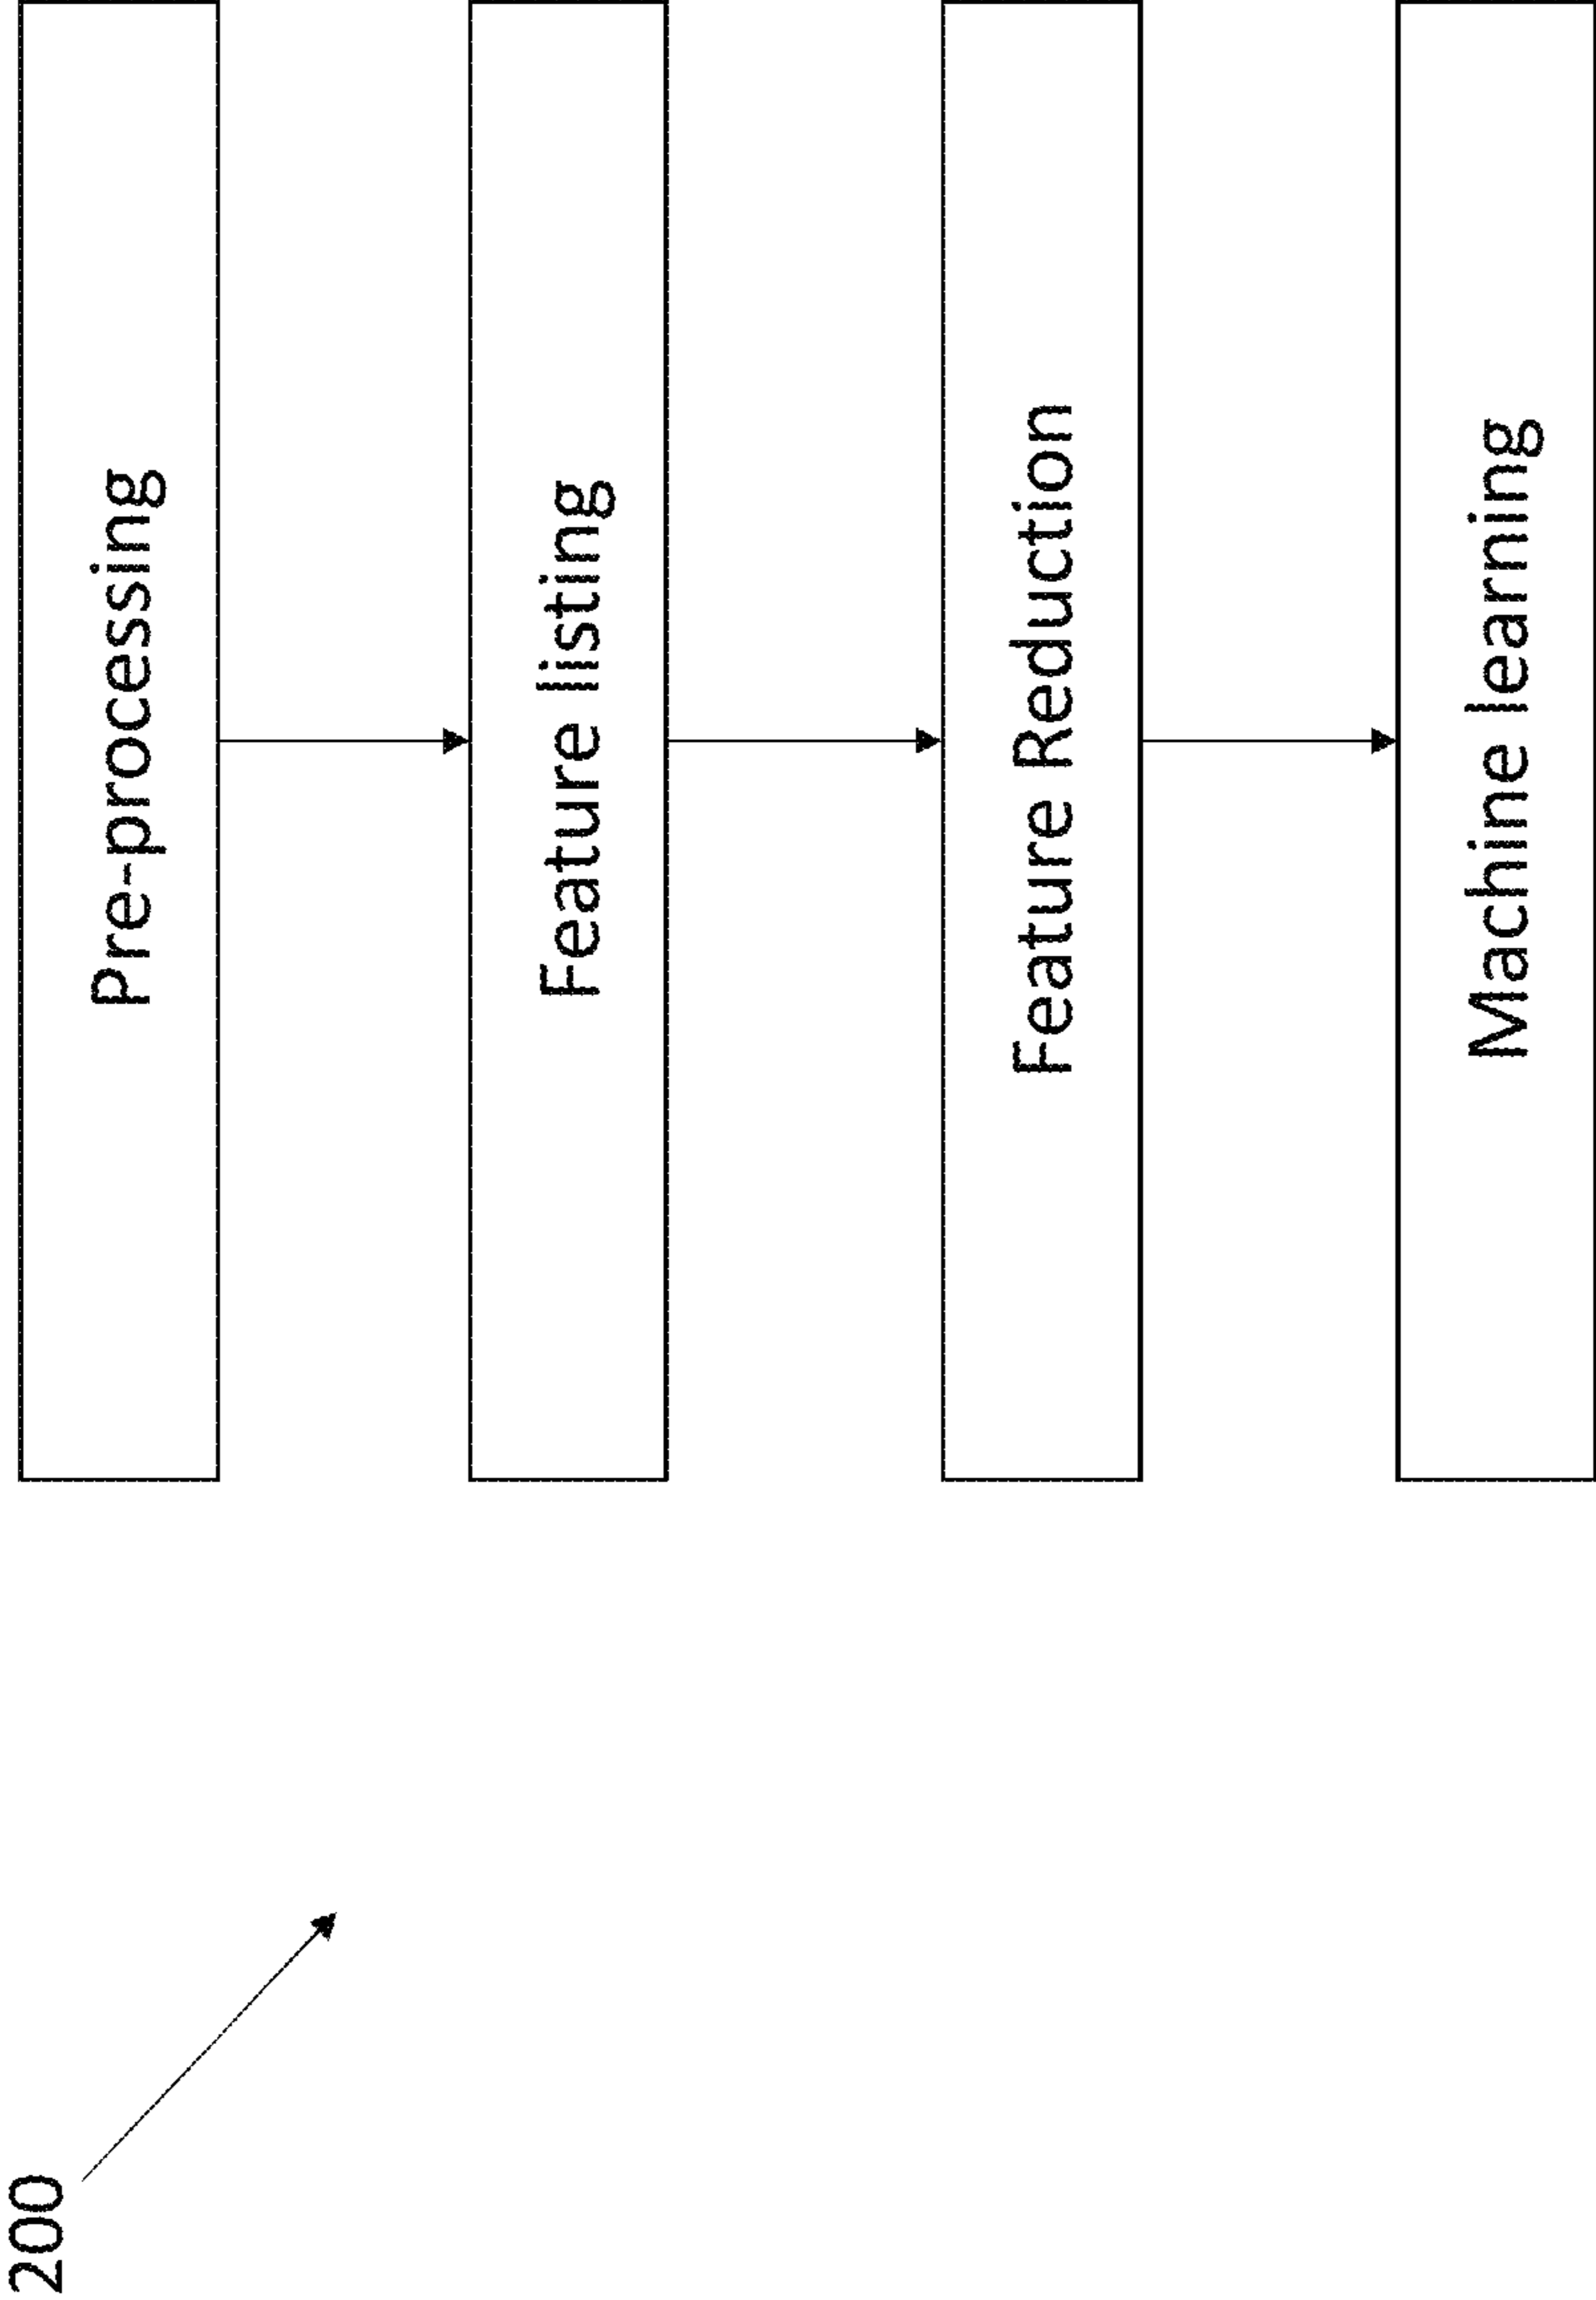 200
Pre-processing
Feature listing
Feature Reduction
Machine learning